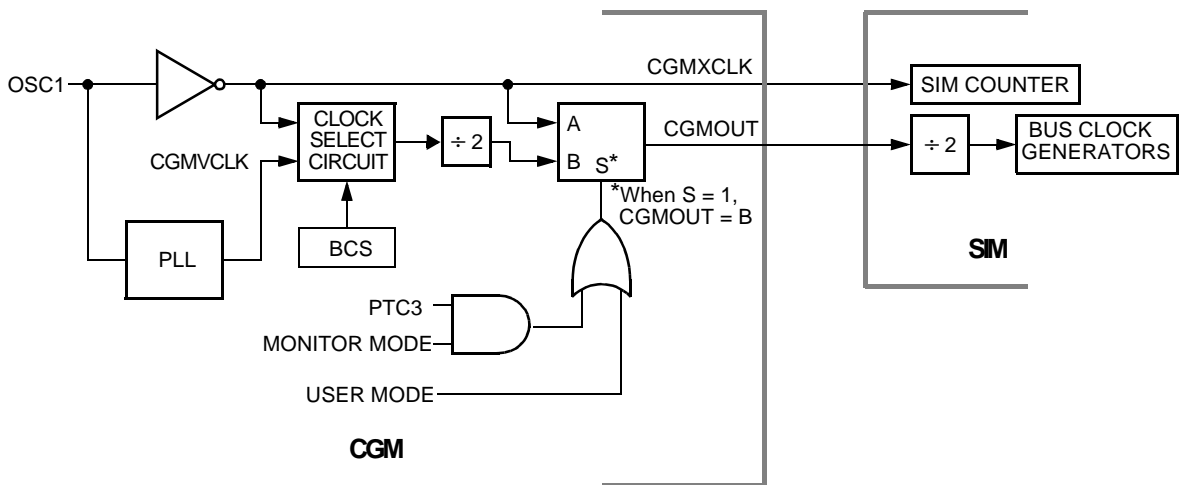 OSC1
CGMXCLK
SIM COUNTER
CLOCK
SELECT
CIRCUIT
÷ 2
A
B
S*
CGMOUT
÷ 2
BUS CLOCK
GENERATORS
CGMVCLK
*When S = 1,
CGMOUT = B
PLL
BCS
SIM
PTC3
MONITOR MODE
USER MODE
CGM